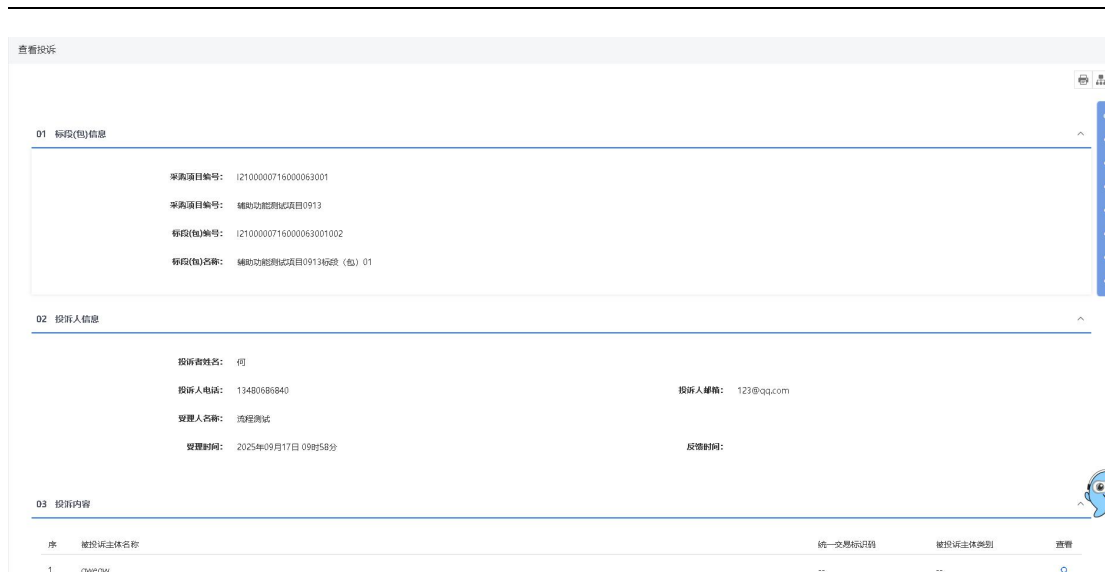 查看投诉
01 标段(包)信息
采购项目编号： I2100000716000063001
采购项目编号： 辅助功能测试项目0913
标段(包)编号： I2100000716000063001002
标段(包)名称： 辅助功能测试项目0913标段（包）01
02 投诉人信息
投诉者姓名： 何
投诉人电话： 13480686840 投诉人邮箱： 123@qq.com
受理人名称： 流程测试
受理时间： 2025年09月17日 09时58分 反馈时间：
03 投诉内容
序 被投诉主体名称 统一交易标识码 被投诉主体类别 查看
1 qweqw -- --